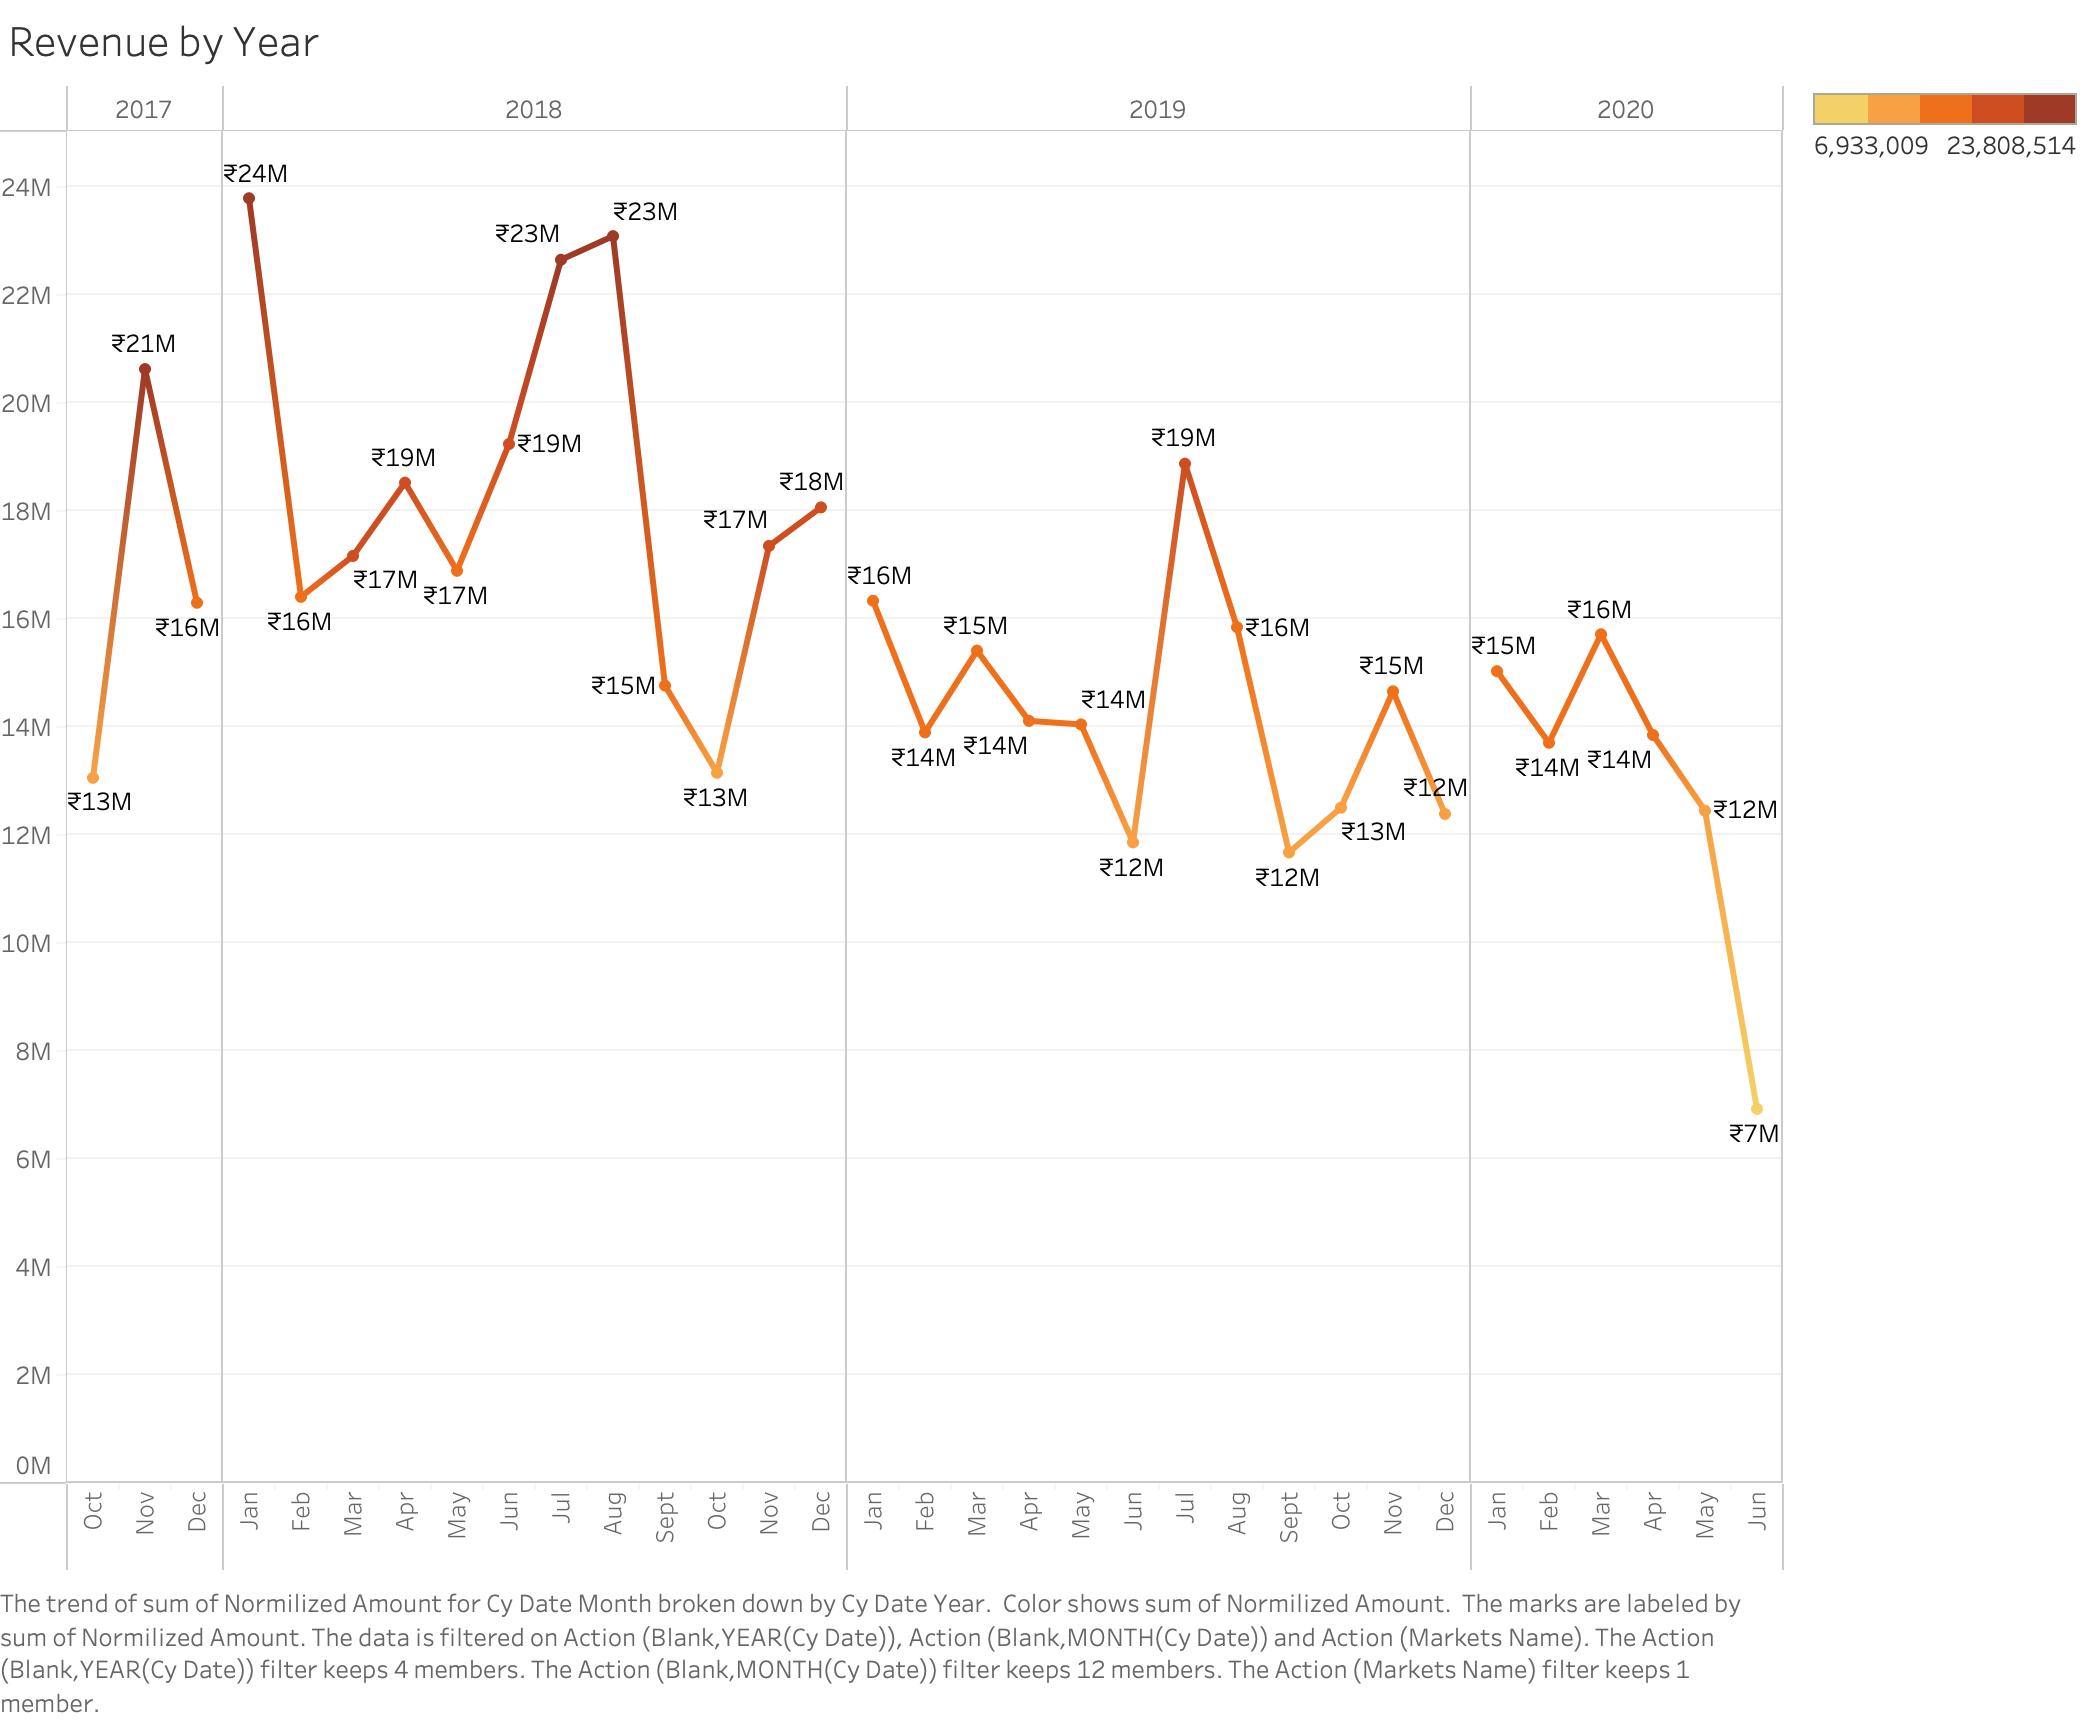 Revenue by Year
2017 2018 2019 2020
6,933,009 23,808,514
24M
22M
20M
18M
16M
14M
12M
10M
8M
6M
4M
2M
0M
₹13M ₹21M ₹16M
₹24M ₹16M ₹17M ₹19M ₹17M ₹19M ₹23M ₹23M ₹15M ₹13M ₹17M ₹18M
₹16M ₹14M ₹15M ₹14M ₹14M ₹12M ₹19M ₹16M ₹12M ₹13M ₹15M ₹12M
₹15M ₹14M ₹16M ₹14M ₹12M ₹7M
Oct Nov Dec Jan Feb Mar Apr May Jun Jul Aug Sept Oct Nov Dec Jan Feb Mar Apr May Jun Jul Aug Sept Oct Nov Dec Jan Feb Mar Apr May Jun
The trend of sum of Normilized Amount for Cy Date Month broken down by Cy Date Year.  Color shows sum of Normilized Amount.  The marks are labeled by
sum of Normilized Amount. The data is filtered on Action (Blank,YEAR(Cy Date)), Action (Blank,MONTH(Cy Date)) and Action (Markets Name). The Action
(Blank,YEAR(Cy Date)) filter keeps 4 members. The Action (Blank,MONTH(Cy Date)) filter keeps 12 members. The Action (Markets Name) filter keeps 1
member.